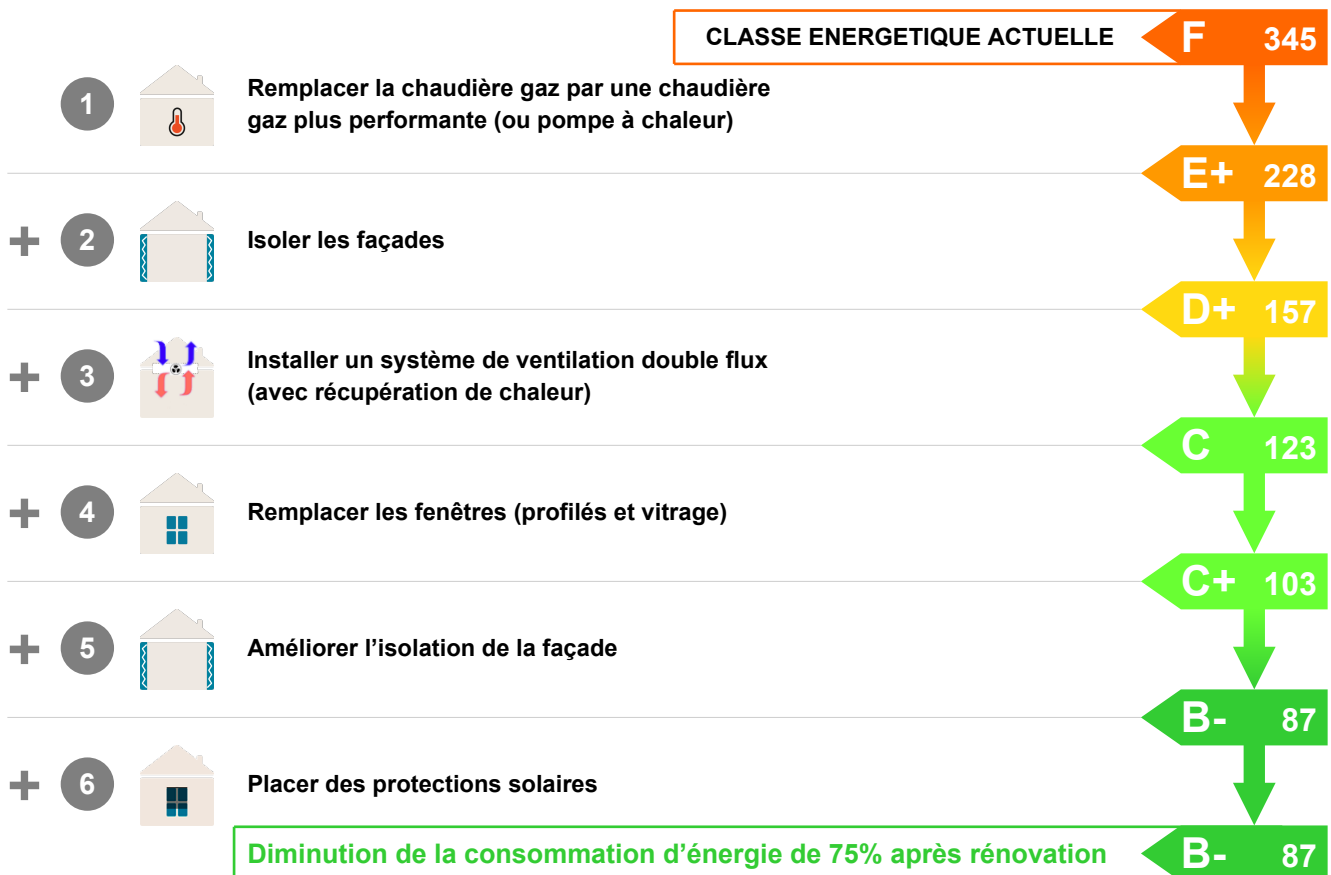 CLASSE ENERGETIQUE ACTUELLE F 345
1 Remplacer la chaudière gaz par une chaudière
gaz plus performante (ou pompe à chaleur)
E+ 228
+ 2 Isoler les façades
D+ 157
+ 3 Installer un système de ventilation double flux
(avec récupération de chaleur)
C 123
+ 4 Remplacer les fenêtres (profilés et vitrage)
C+ 103
+ 5 Améliorer l’isolation de la façade
B- 87
+ 6 Placer des protections solaires
Diminution de la consommation d’énergie de 75% après rénovation B- 87